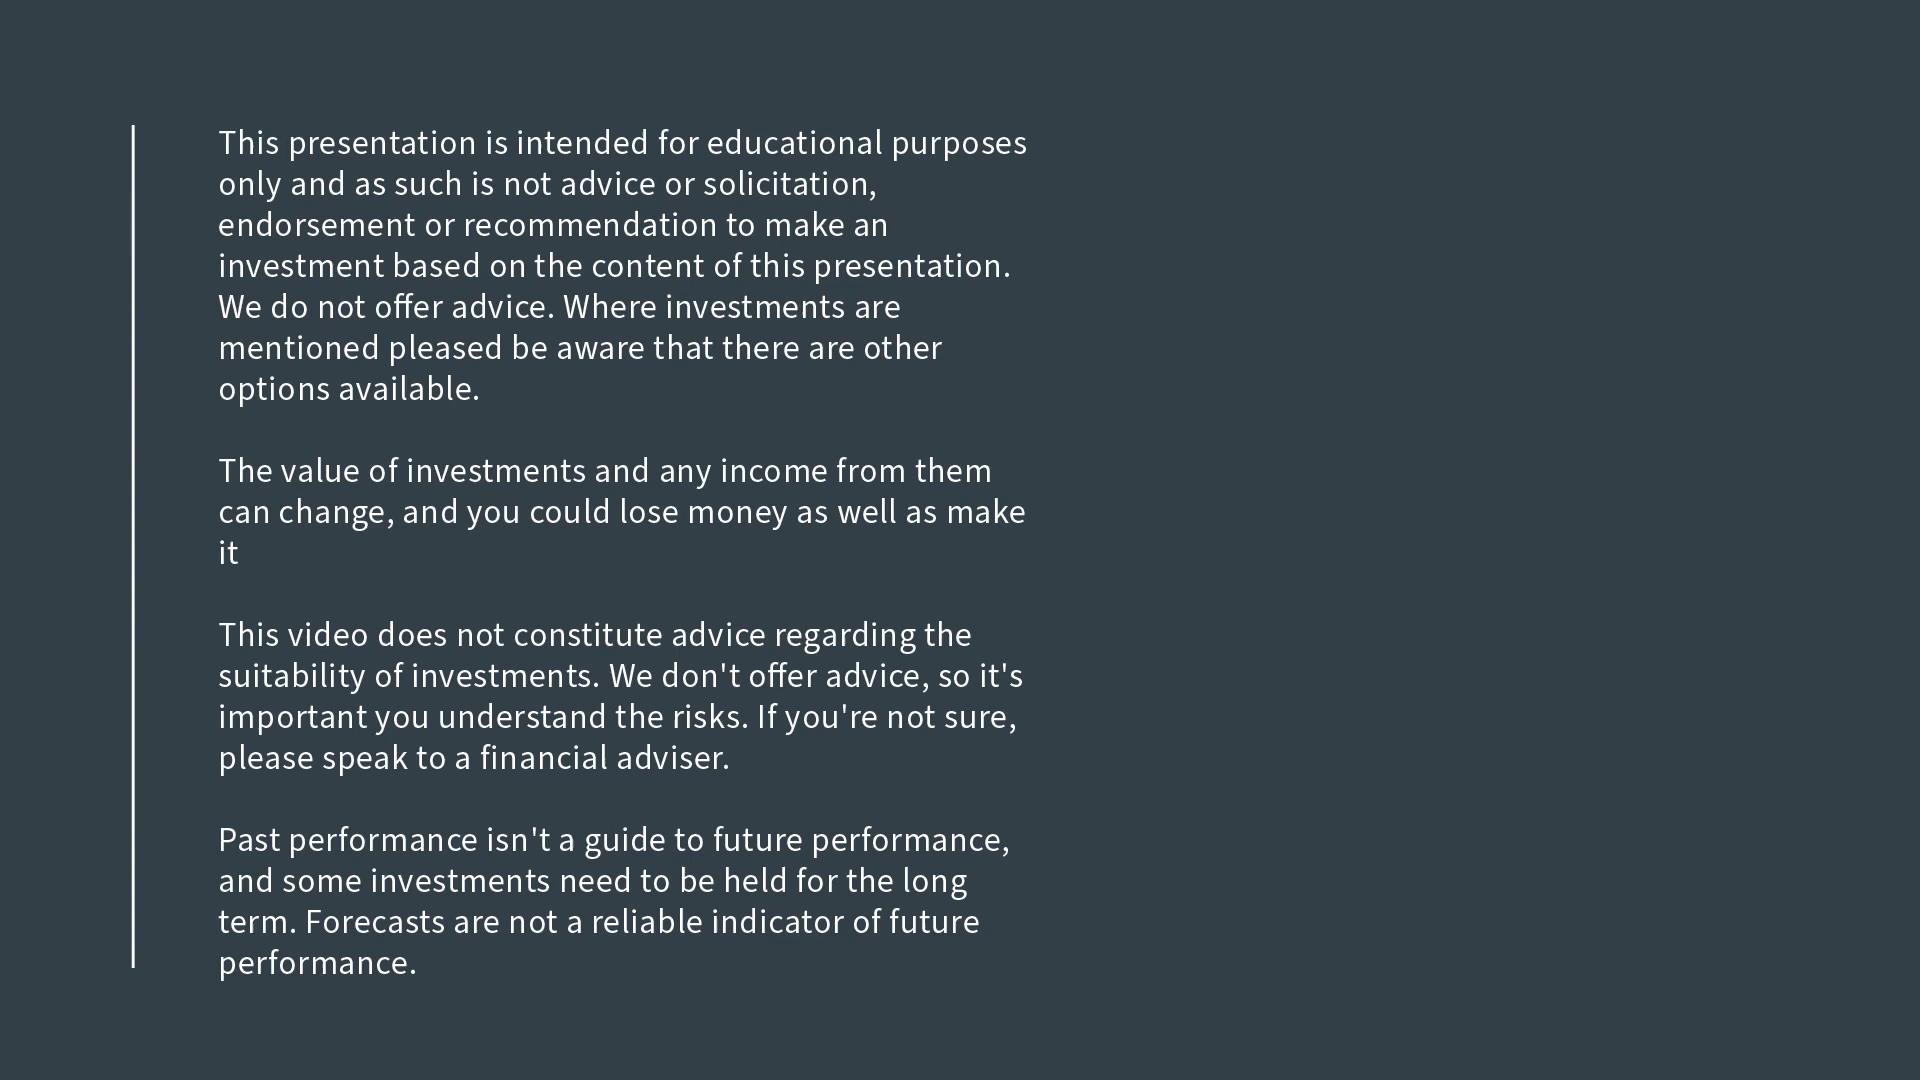 This presentation is intended for educational purposes
only and as such is not advice or solicitation,
endorsement or recommendation to make an
investment based on the content of this presentation.
We do not offer advice. Where investments are
mentioned pleased be aware that there are other
options available.
The value of investments and any income from them
can change, and you could lose money as well as make
it
This video does not constitute advice regarding the
suitability of investments. We don't offer advice, so it's
important you understand the risks. If you're not sure,
please speak to a financial adviser.
Past performance isn't a guide to future performance,
and some investments need to be held for the long
term. Forecasts are not a reliable indicator of future
performance.